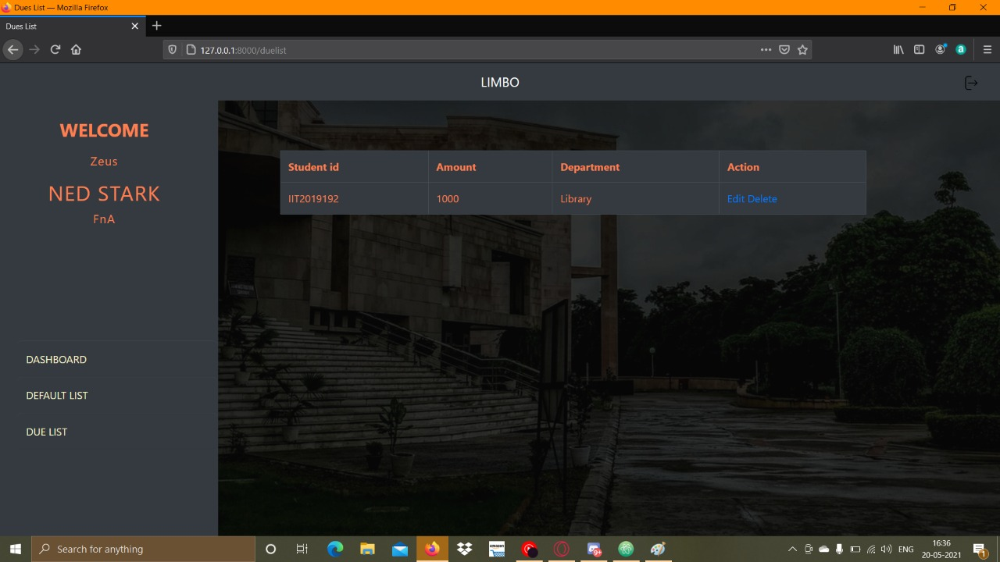 Dues List — Mozilla Firefox
Dues List
127.0.0.1:8000/duelist
LIMBO
WELCOME
Zeus
NED STARK
FnA
DASHBOARD
DEFAULT LIST
DUE LIST
Student id Amount Department Action
IIT2019192 1000 Library Edit Delete
Search for anything
amazon
ENG
16:36
20-05-2021
1